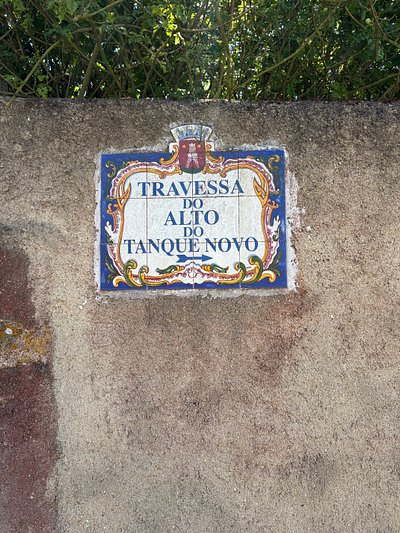 TRAVESSA
DO
ALTO
DO
TANQUE NOVO